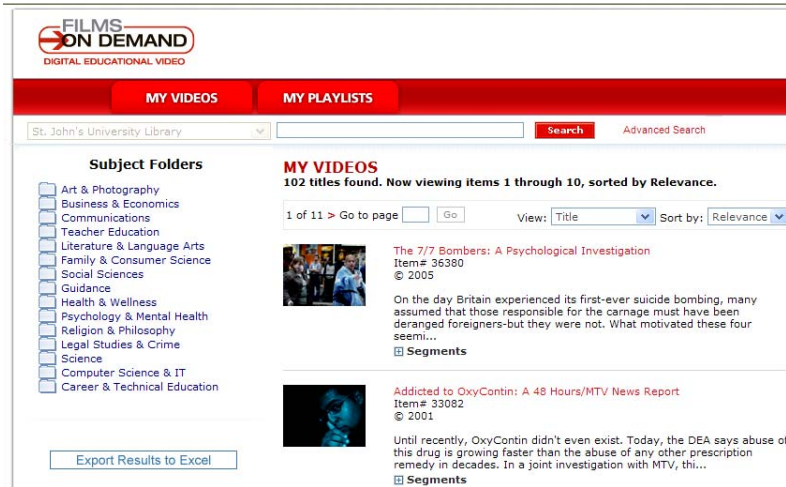 FILMS
ON DEMAND
DIGITAL EDUCATIONAL VIDEO
MY VIDEOS
MY PLAYLISTS
St. John's University Library
Search
Advanced Search
Subject Folders
Art & Photography
Business & Economics
Communications
Teacher Education
Literature & Language Arts
Family & Consumer Science
Social Sciences
Guidance
Health & Wellness
Psychology & Mental Health
Religion & Philosophy
Legal Studies & Crime
Science
Computer Science & IT
Career & Technical Education
Export Results to Excel
MY VIDEOS
102 titles found. Now viewing items 1 through 10, sorted by Relevance.
1 of 11 > Go to page Go View: Title Sort by: Relevance
The 7/7 Bombers: A Psychological Investigation
Item# 36380
© 2005
On the day Britain experienced its first-ever suicide bombing, many
assumed that those responsible for the carnage must have been
deranged foreigners-but they were not. What motivated these four
seemi...
Segments
Addicted to OxyContin: A 48 Hours/MTV News Report
Item# 33082
© 2001
Until recently, OxyContin didn't even exist. Today, the DEA says abuse of
this drug is growing faster than the abuse of any other prescription
remedy in decades. In a joint investigation with MTV, thi...
Segments